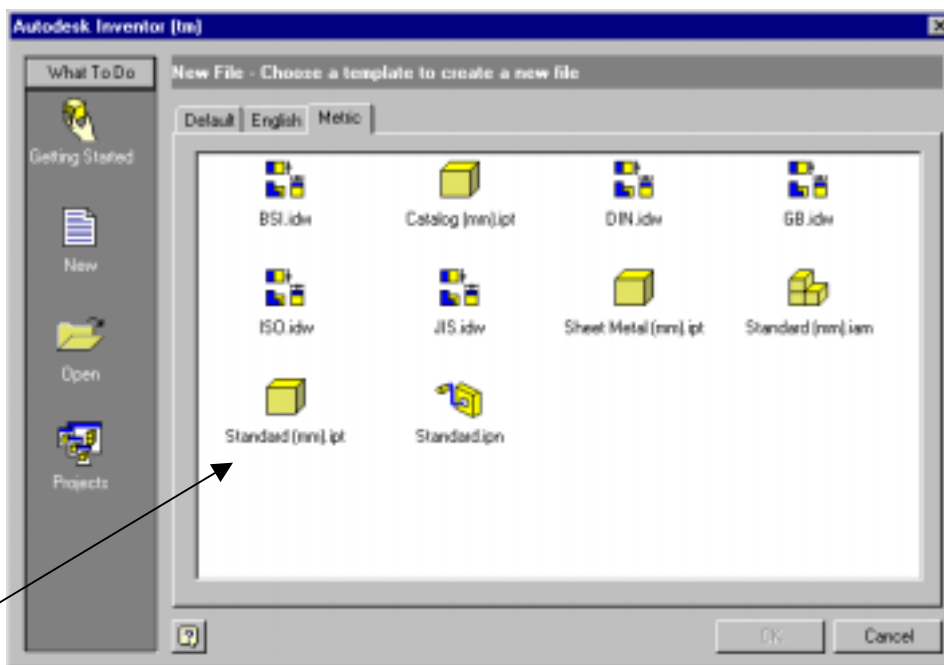 Autodesk Inventor (tm)
What To Do
New File - Choose a template to create a new file
Default English Metric
Getting Started
New
Open
Projects
BSI.idw Catalog (mm).ipt DIN.idw GB.idw
ISO.idw JIS.idw Sheet Metal (mm).ipt Standard (mm).iam
Standard (mm).ipt Standard.ipn
OK Cancel